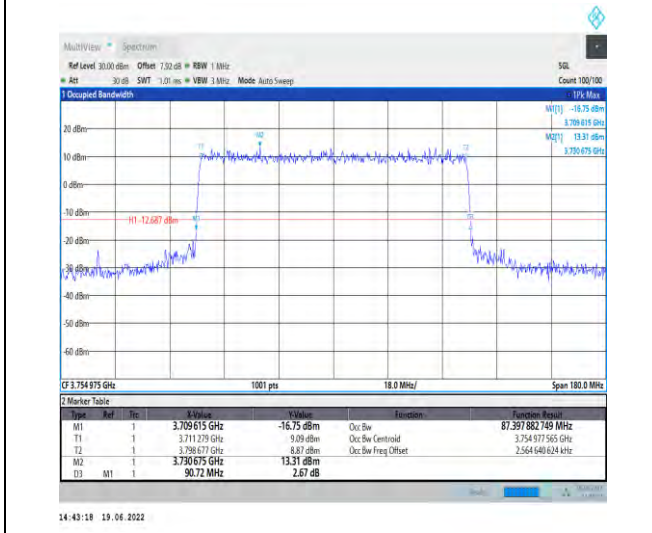 MultiView Spectrum
Ref Level 30.00 dBm Offset 7.92 dB RBW 1 MHz SGL
Att 30 dB SWT 1.01 ms VBW 3 MHz Mode Auto Sweep Count 100/100
1 Occupied Bandwidth 1Pk Max
M1[1] -16.75 dBm
3.709 615 GHz
M2[1] 13.31 dBm
3.730 675 GHz
20 dBm
10 dBm
0 dBm
-10 dBm
H1 -12.687 dBm
M1
M2
-20 dBm
-30 dBm
-40 dBm
-50 dBm
-60 dBm
CF 3.754 975 GHz 1001 pts 18.0 MHz/ Span 180.0 MHz
2 Marker Table
Type Ref Trc X-Value Y-Value Function Function Result
M1 1 3.709 615 GHz -16.75 dBm Occ Bw 87.397 882 749 MHz
T1 1 3.711 279 GHz 9.09 dBm Occ Bw Centroid 3.754 977 565 GHz
T2 1 3.798 677 GHz 8.87 dBm Occ Bw Freq Offset 2.564 640 624 kHz
M2 1 3.730 675 GHz 13.31 dBm
D3 M1 1 90.72 MHz 2.67 dB
14:43:18 19.06.2022